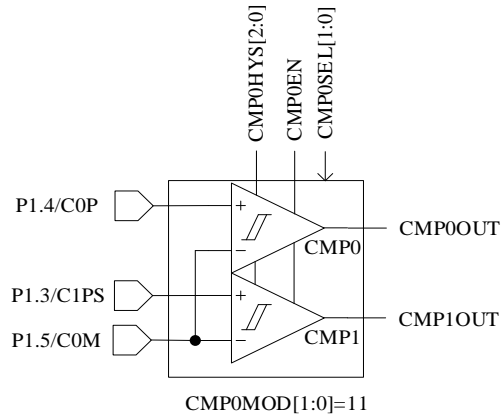 CMP0HYS[2:0]
CMP0EN
CMP0SEL[1:0]
P1.4/C0P
+
−
CMP0
CMP0OUT
P1.3/C1PS
+
P1.5/C0M
−
CMP1
CMP1OUT
CMP0MOD[1:0]=11